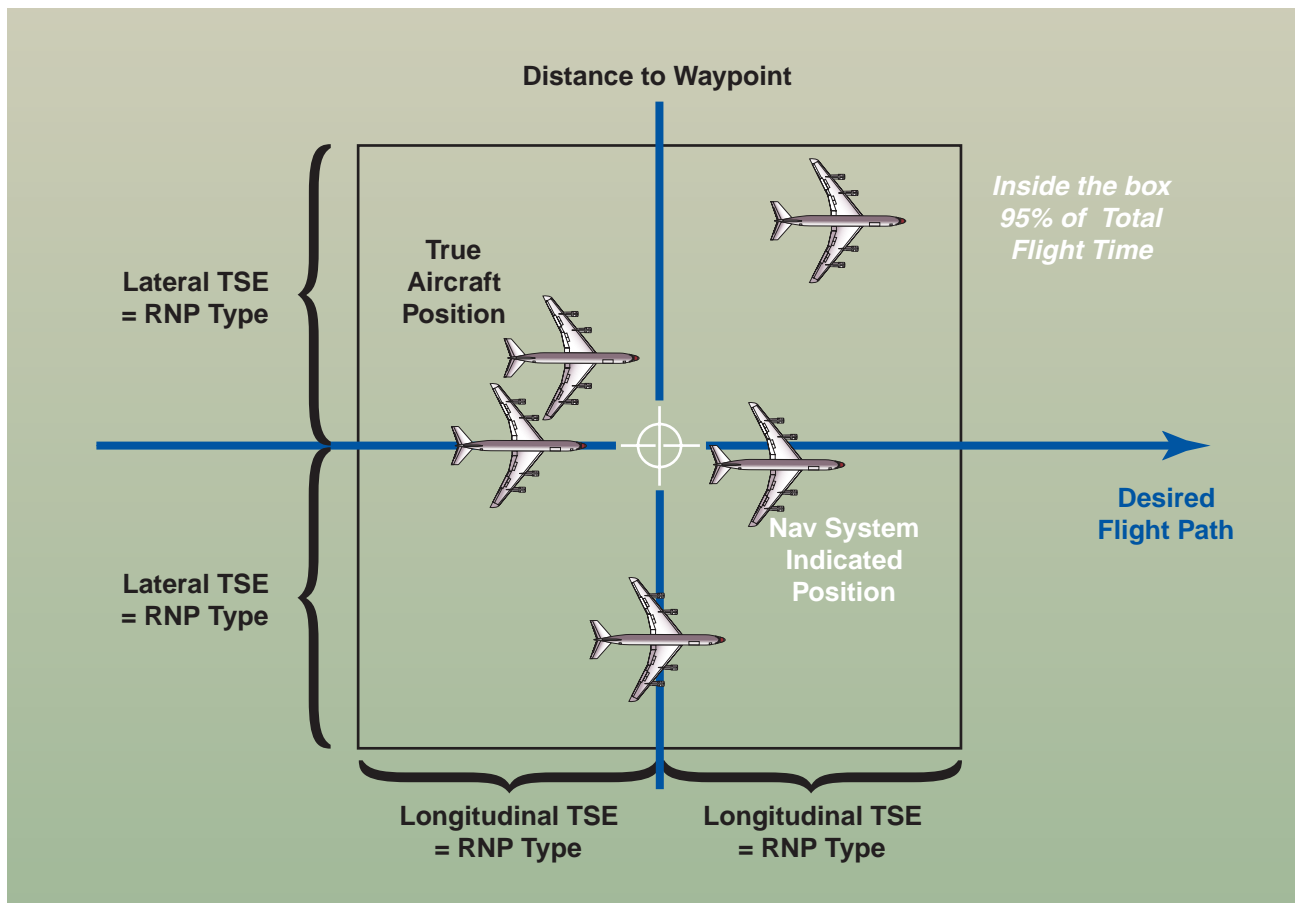 Distance to Waypoint
Inside the box
95% of Total
Flight Time
True
Aircraft
Position
Lateral TSE
= RNP Type
Desired
Flight Path
Nav System
Indicated
Position
Lateral TSE
= RNP Type
Longitudinal TSE
= RNP Type
Longitudinal TSE
= RNP Type